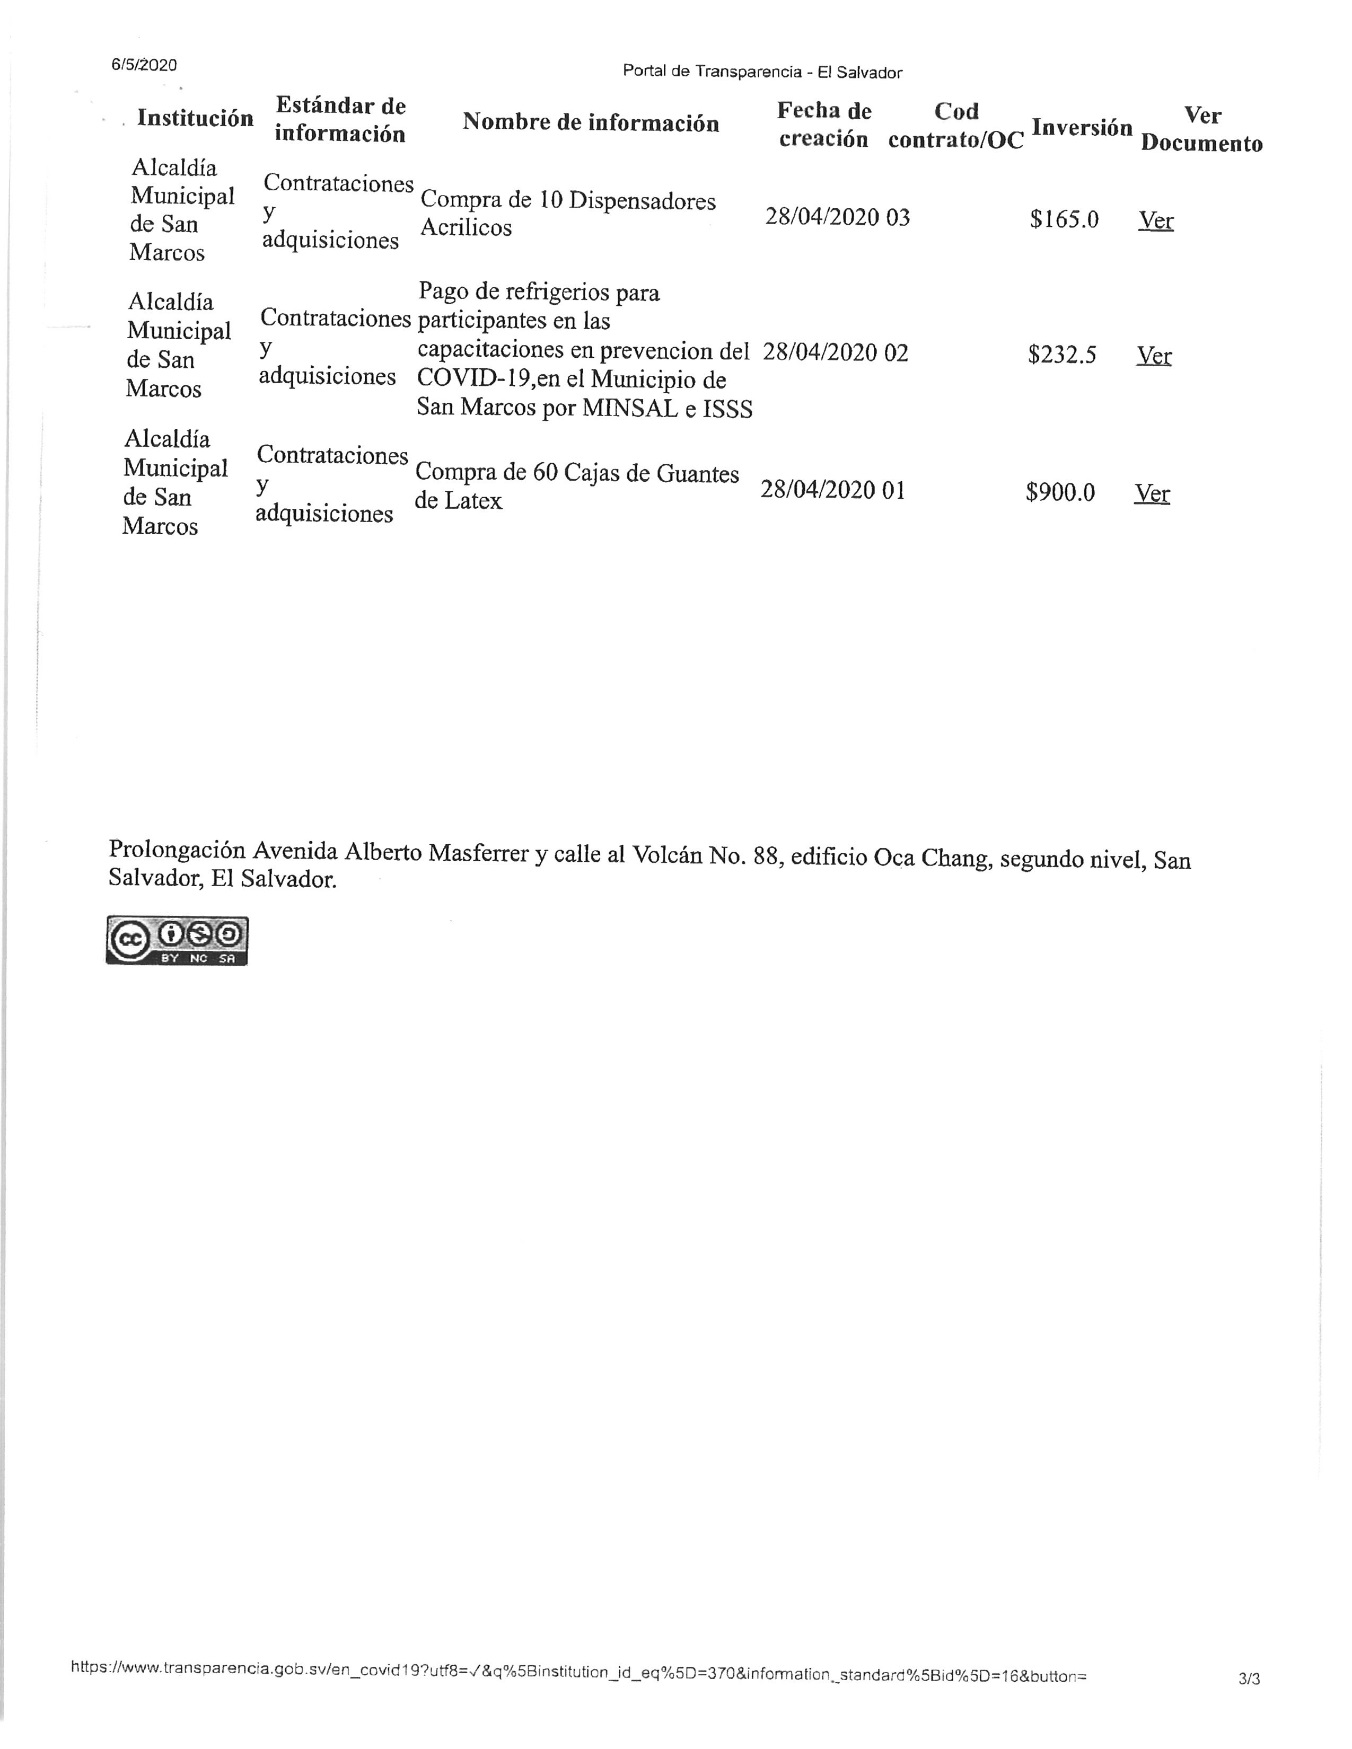 6/5/2020
Portal de Transparencia - El Salvador
Institución
Estándar de
información
Nombre de información
Fecha de
creación
Cod
contrato/OC
Inversión
Ver
Documento
Alcaldía
Municipal
de San
Marcos
Contrataciones
y
adquisiciones
Compra de 10 Dispensadores
Acrilicos
28/04/2020 03
$165.0
Ver
Alcaldía
Municipal
de San
Marcos
Contrataciones
y
adquisiciones
Pago de refrigerios para
participantes en las
capacitaciones en prevencion del
COVID-19,en el Municipio de
San Marcos por MINSAL e ISSS
28/04/2020 02
$232.5
Ver
Alcaldía
Municipal
de San
Marcos
Contrataciones
y
adquisiciones
Compra de 60 Cajas de Guantes
de Latex
28/04/2020 01
$900.0
Ver
Prolongación Avenida Alberto Masferrer y calle al Volcán No. 88, edificio Oca Chang, segundo nivel, San
Salvador, El Salvador.
cc
BY NC SA
https://www.transparencia.gob.sv/en_covid19?utf8=✓&q%5Binstitution_id_eq%5D=370&information_standard%5Bid%5D=16&button=
3/3